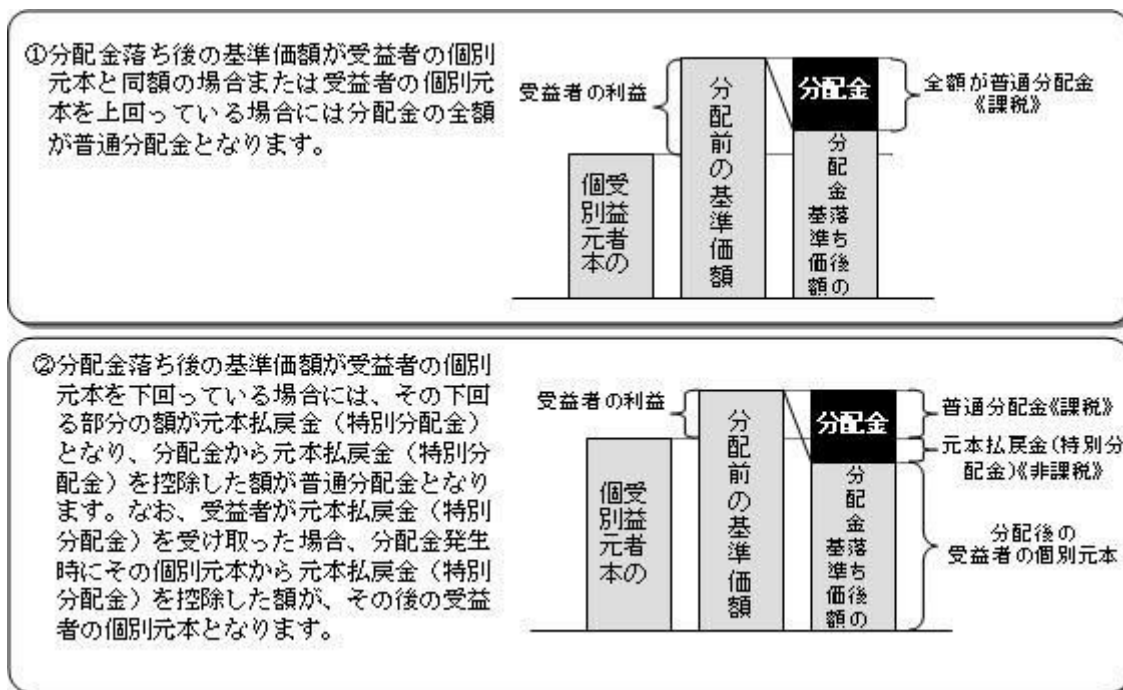 ①分配金落ち後の基準価額が受益者の個別
元本と同額の場合または受益者の個別元
本を上回っている場合には分配金の全額
が普通分配金となります。
受益者の利益
受益者の
個別元本
分配前の基準価額
分配金
分配金落ち後の
基準価額
全額が普通分配金
《課税》
②分配金落ち後の基準価額が受益者の個別
元本を下回っている場合には、その下回
る部分の額が元本払戻金（特別分配金）
となり、分配金から元本払戻金（特別分
配金）を控除した額が普通分配金となり
ます。なお、受益者が元本払戻金（特別
分配金）を受け取った場合、分配金発生
時にその個別元本から元本払戻金（特別
分配金）を控除した額が、その後の受益
者の個別元本となります。
受益者の利益
受益者の
個別元本
分配前の基準価額
分配金
分配金落ち後の
基準価額
普通分配金《課税》
元本払戻金(特別分
配金)《非課税》
分配後の
受益者の個別元本